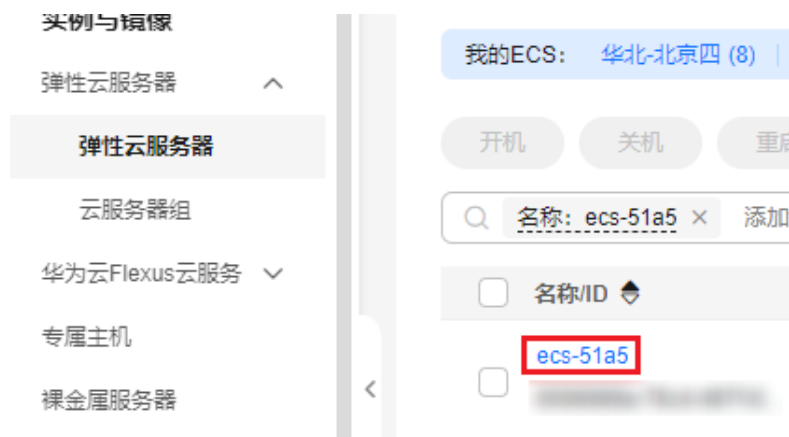 实例与镜像
弹性云服务器
弹性云服务器
云服务器组
华为云Flexus云服务
专属主机
裸金属服务器
我的ECS： 华北-北京四 (8)
开机 关机 重启
名称：ecs-51a5 × 添加
名称/ID
ecs-51a5